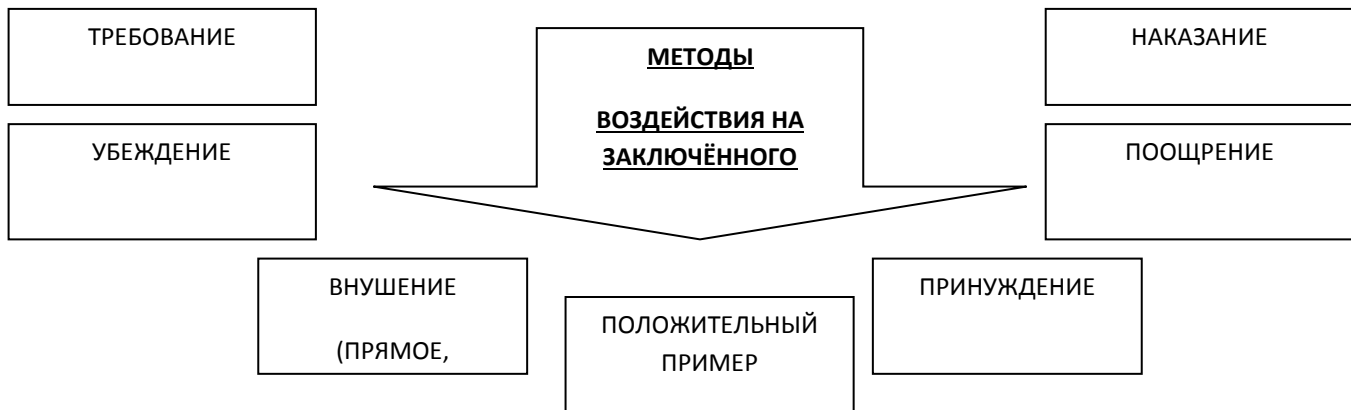 ТРЕБОВАНИЕ
УБЕЖДЕНИЕ
МЕТОДЫ
ВОЗДЕЙСТВИЯ НА
ЗАКЛЮЧЁННОГО
НАКАЗАНИЕ
ПООЩРЕНИЕ
ВНУШЕНИЕ
(ПРЯМОЕ,
ПОЛОЖИТЕЛЬНЫЙ
ПРИМЕР
ПРИНУЖДЕНИЕ